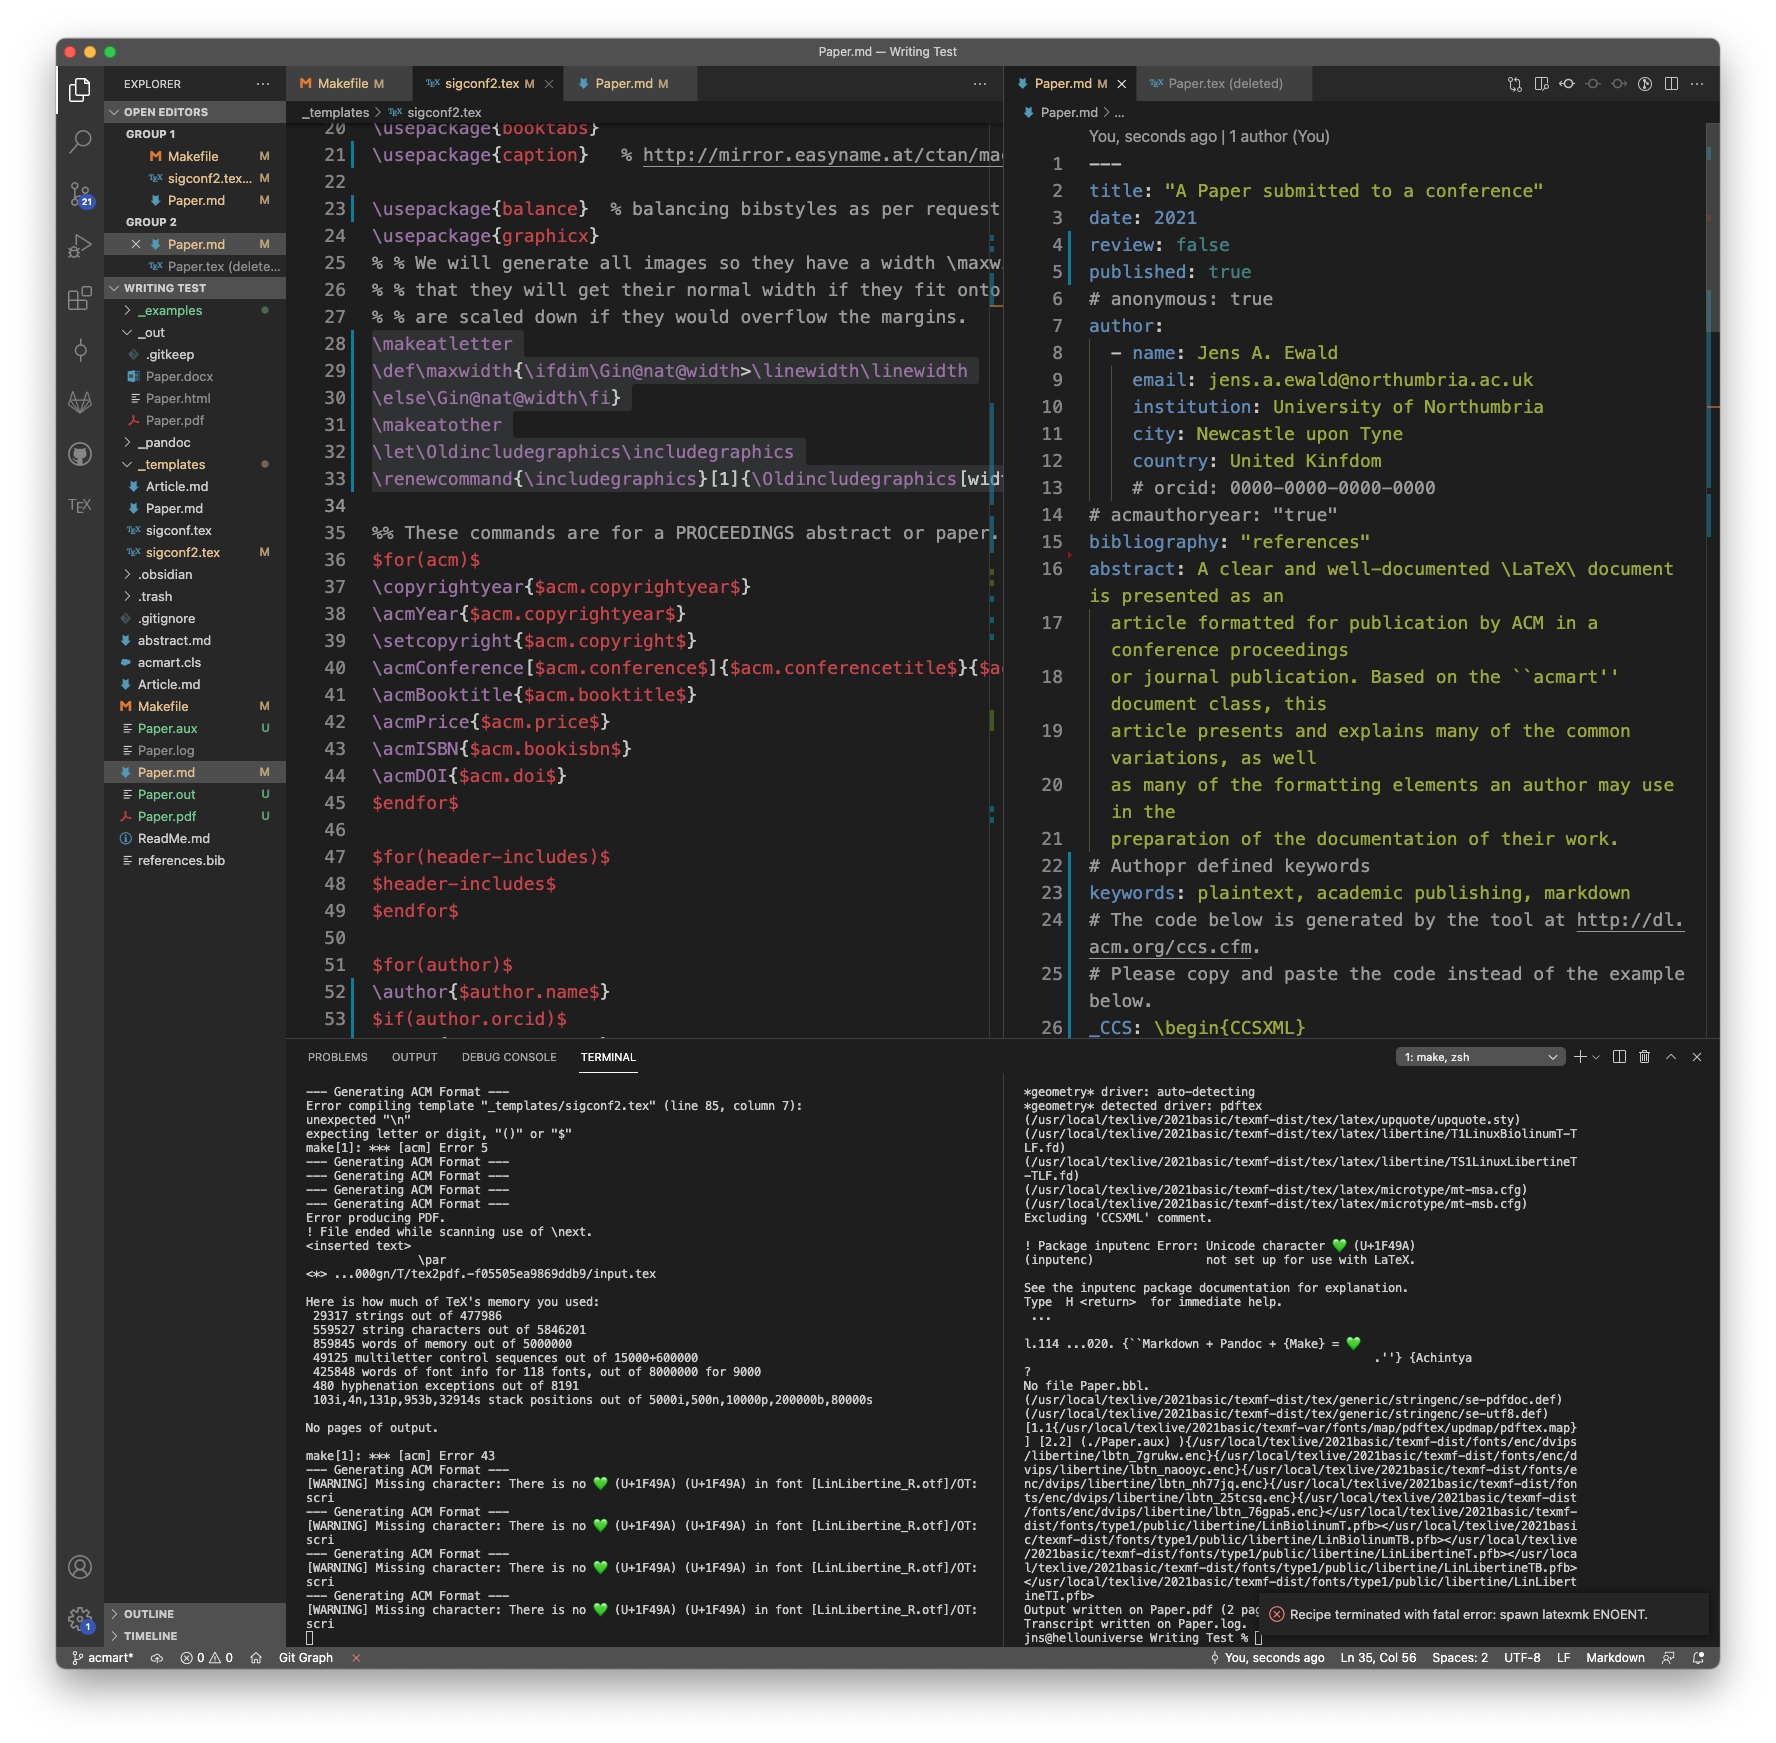 Paper.md — Writing Test
EXPLORER
OPEN EDITORS
GROUP 1
Makefile M
sigconf2.tex... M
Paper.md M
GROUP 2
Paper.md M
Paper.tex (delete...
WRITING TEST
_examples
_out
.gitkeep
Paper.docx
Paper.html
Paper.pdf
_pandoc
_templates
Article.md
Paper.md
sigconf.tex
sigconf2.tex M
.obsidian
.trash
.gitignore
abstract.md
acmart.cls
Article.md
Makefile M
Paper.aux U
Paper.log
Paper.md M
Paper.out U
Paper.pdf U
ReadMe.md
references.bib
OUTLINE
TIMELINE
21
TEX
1
Makefile M
sigconf2.tex M
Paper.md M
_templates > sigconf2.tex
20 \usepackage{booktabs}
21 \usepackage{caption} % http://mirror.easyname.at/ctan/mac
22
23 \usepackage{balance} % balancing bibstyles as per request
24 \usepackage{graphicx}
25 % % We will generate all images so they have a width \maxw
26 % % that they will get their normal width if they fit onto
27 % % are scaled down if they would overflow the margins.
28 \makeatletter
29 \def\maxwidth{\ifdim\Gin@nat@width>\linewidth\linewidth
30 \else\Gin@nat@width\fi}
31 \makeatother
32 \let\Oldincludegraphics\includegraphics
33 \renewcommand{\includegraphics}[1]{\Oldincludegraphics[widt
34
35 %% These commands are for a PROCEEDINGS abstract or paper.
36 $for(acm)$
37 \copyrightyear{$acm.copyrightyear$}
38 \acmYear{$acm.copyrightyear$}
39 \setcopyright{$acm.copyright$}
40 \acmConference[$acm.conference$]{$acm.conferencetitle$}{$ac
41 \acmBooktitle{$acm.booktitle$}
42 \acmPrice{$acm.price$}
43 \acmISBN{$acm.bookisbn$}
44 \acmDOI{$acm.doi$}
45 $endfor$
46
47 $for(header-includes)$
48 $header-includes$
49 $endfor$
50
51 $for(author)$
52 \author{$author.name$}
53 $if(author.orcid)$
Paper.md M
Paper.tex (deleted)
Paper.md > ...
You, seconds ago | 1 author (You)
1 ---
2 title: "A Paper submitted to a conference"
3 date: 2021
4 review: false
5 published: true
6 # anonymous: true
7 author:
8 - name: Jens A. Ewald
9 email: jens.a.ewald@northumbria.ac.uk
10 institution: University of Northumbria
11 city: Newcastle upon Tyne
12 country: United Kinfdom
13 # orcid: 0000-0000-0000-0000
14 # acmauthoryear: "true"
15 bibliography: "references"
16 abstract: A clear and well-documented \LaTeX\ document
is presented as an
17 article formatted for publication by ACM in a
conference proceedings
18 or journal publication. Based on the ``acmart''
document class, this
19 article presents and explains many of the common
variations, as well
20 as many of the formatting elements an author may use
in the
21 preparation of the documentation of their work.
22 # Authopr defined keywords
23 keywords: plaintext, academic publishing, markdown
24 # The code below is generated by the tool at http://dl.
acm.org/ccs.cfm.
25 # Please copy and paste the code instead of the example
below.
26 _CCS: \begin{CCSXML}
PROBLEMS OUTPUT DEBUG CONSOLE TERMINAL
1: make, zsh
--- Generating ACM Format ---
Error compiling template "_templates/sigconf2.tex" (line 85, column 7):
unexpected "\n"
expecting letter or digit, "()" or "$"
make[1]: *** [acm] Error 5
--- Generating ACM Format ---
--- Generating ACM Format ---
--- Generating ACM Format ---
--- Generating ACM Format ---
Error producing PDF.
! File ended while scanning use of \next.
<inserted text>
\par
<*> ...000gn/T/tex2pdf.-f05505ea9869ddb9/input.tex
Here is how much of TeX's memory you used:
29317 strings out of 477986
559527 string characters out of 5846201
859845 words of memory out of 5000000
49125 multiletter control sequences out of 15000+600000
425848 words of font info for 118 fonts, out of 8000000 for 9000
480 hyphenation exceptions out of 8191
103i,4n,131p,953b,32914s stack positions out of 5000i,500n,10000p,200000b,80000s
No pages of output.
make[1]: *** [acm] Error 43
--- Generating ACM Format ---
[WARNING] Missing character: There is no 💚 (U+1F49A) (U+1F49A) in font [LinLibertine_R.otf]/OT:
scri
--- Generating ACM Format ---
[WARNING] Missing character: There is no 💚 (U+1F49A) (U+1F49A) in font [LinLibertine_R.otf]/OT:
scri
--- Generating ACM Format ---
[WARNING] Missing character: There is no 💚 (U+1F49A) (U+1F49A) in font [LinLibertine_R.otf]/OT:
scri
--- Generating ACM Format ---
[WARNING] Missing character: There is no 💚 (U+1F49A) (U+1F49A) in font [LinLibertine_R.otf]/OT:
scri
*geometry* driver: auto-detecting
*geometry* detected driver: pdftex
(/usr/local/texlive/2021basic/texmf-dist/tex/latex/upquote/upquote.sty)
(/usr/local/texlive/2021basic/texmf-dist/tex/latex/libertine/T1LinuxBiolinumT-T
LF.fd)
(/usr/local/texlive/2021basic/texmf-dist/tex/latex/libertine/TS1LinuxLibertineT
-TLF.fd)
(/usr/local/texlive/2021basic/texmf-dist/tex/latex/microtype/mt-msa.cfg)
(/usr/local/texlive/2021basic/texmf-dist/tex/latex/microtype/mt-msb.cfg)
Excluding 'CCSXML' comment.
! Package inputenc Error: Unicode character 💚 (U+1F49A)
(inputenc) not set up for use with LaTeX.
See the inputenc package documentation for explanation.
Type H <return> for immediate help.
...
l.114 ...020. {``Markdown + Pandoc + {Make} = 💚
.''} {Achintya
?
No file Paper.bbl.
(/usr/local/texlive/2021basic/texmf-dist/tex/generic/stringenc/se-pdfdoc.def)
(/usr/local/texlive/2021basic/texmf-dist/tex/generic/stringenc/se-utf8.def)
[1.1{/usr/local/texlive/2021basic/texmf-var/fonts/map/pdftex/updmap/pdftex.map}
] [2.2] (./Paper.aux) ){/usr/local/texlive/2021basic/texmf-dist/fonts/enc/dvips
/libertine/lbtn_7grukw.enc}{/usr/local/texlive/2021basic/texmf-dist/fonts/enc/d
vips/libertine/lbtn_naooyc.enc}{/usr/local/texlive/2021basic/texmf-dist/fonts/e
nc/dvips/libertine/lbtn_nh77jq.enc}{/usr/local/texlive/2021basic/texmf-dist/fon
ts/enc/dvips/libertine/lbtn_25tcsq.enc}{/usr/local/texlive/2021basic/texmf-dist
/fonts/enc/dvips/libertine/lbtn_76gpa5.enc}</usr/local/texlive/2021basic/texmf-
dist/fonts/type1/public/libertine/LinBiolinumT.pfb></usr/local/texlive/2021basi
c/texmf-dist/fonts/type1/public/libertine/LinBiolinumTB.pfb></usr/local/texlive
/2021basic/texmf-dist/fonts/type1/public/libertine/LinLibertineT.pfb></usr/loca
l/texlive/2021basic/texmf-dist/fonts/type1/public/libertine/LinLibertineTB.pfb>
</usr/local/texlive/2021basic/texmf-dist/fonts/type1/public/libertine/LinLibert
ineTI.pfb>
Output written on Paper.pdf (2 pag
Transcript written on Paper.log.
jns@hellouniverse Writing Test %
Recipe terminated with fatal error: spawn latexmk ENOENT.
acmart* 0 0 Git Graph
You, seconds ago Ln 35, Col 56 Spaces: 2 UTF-8 LF Markdown